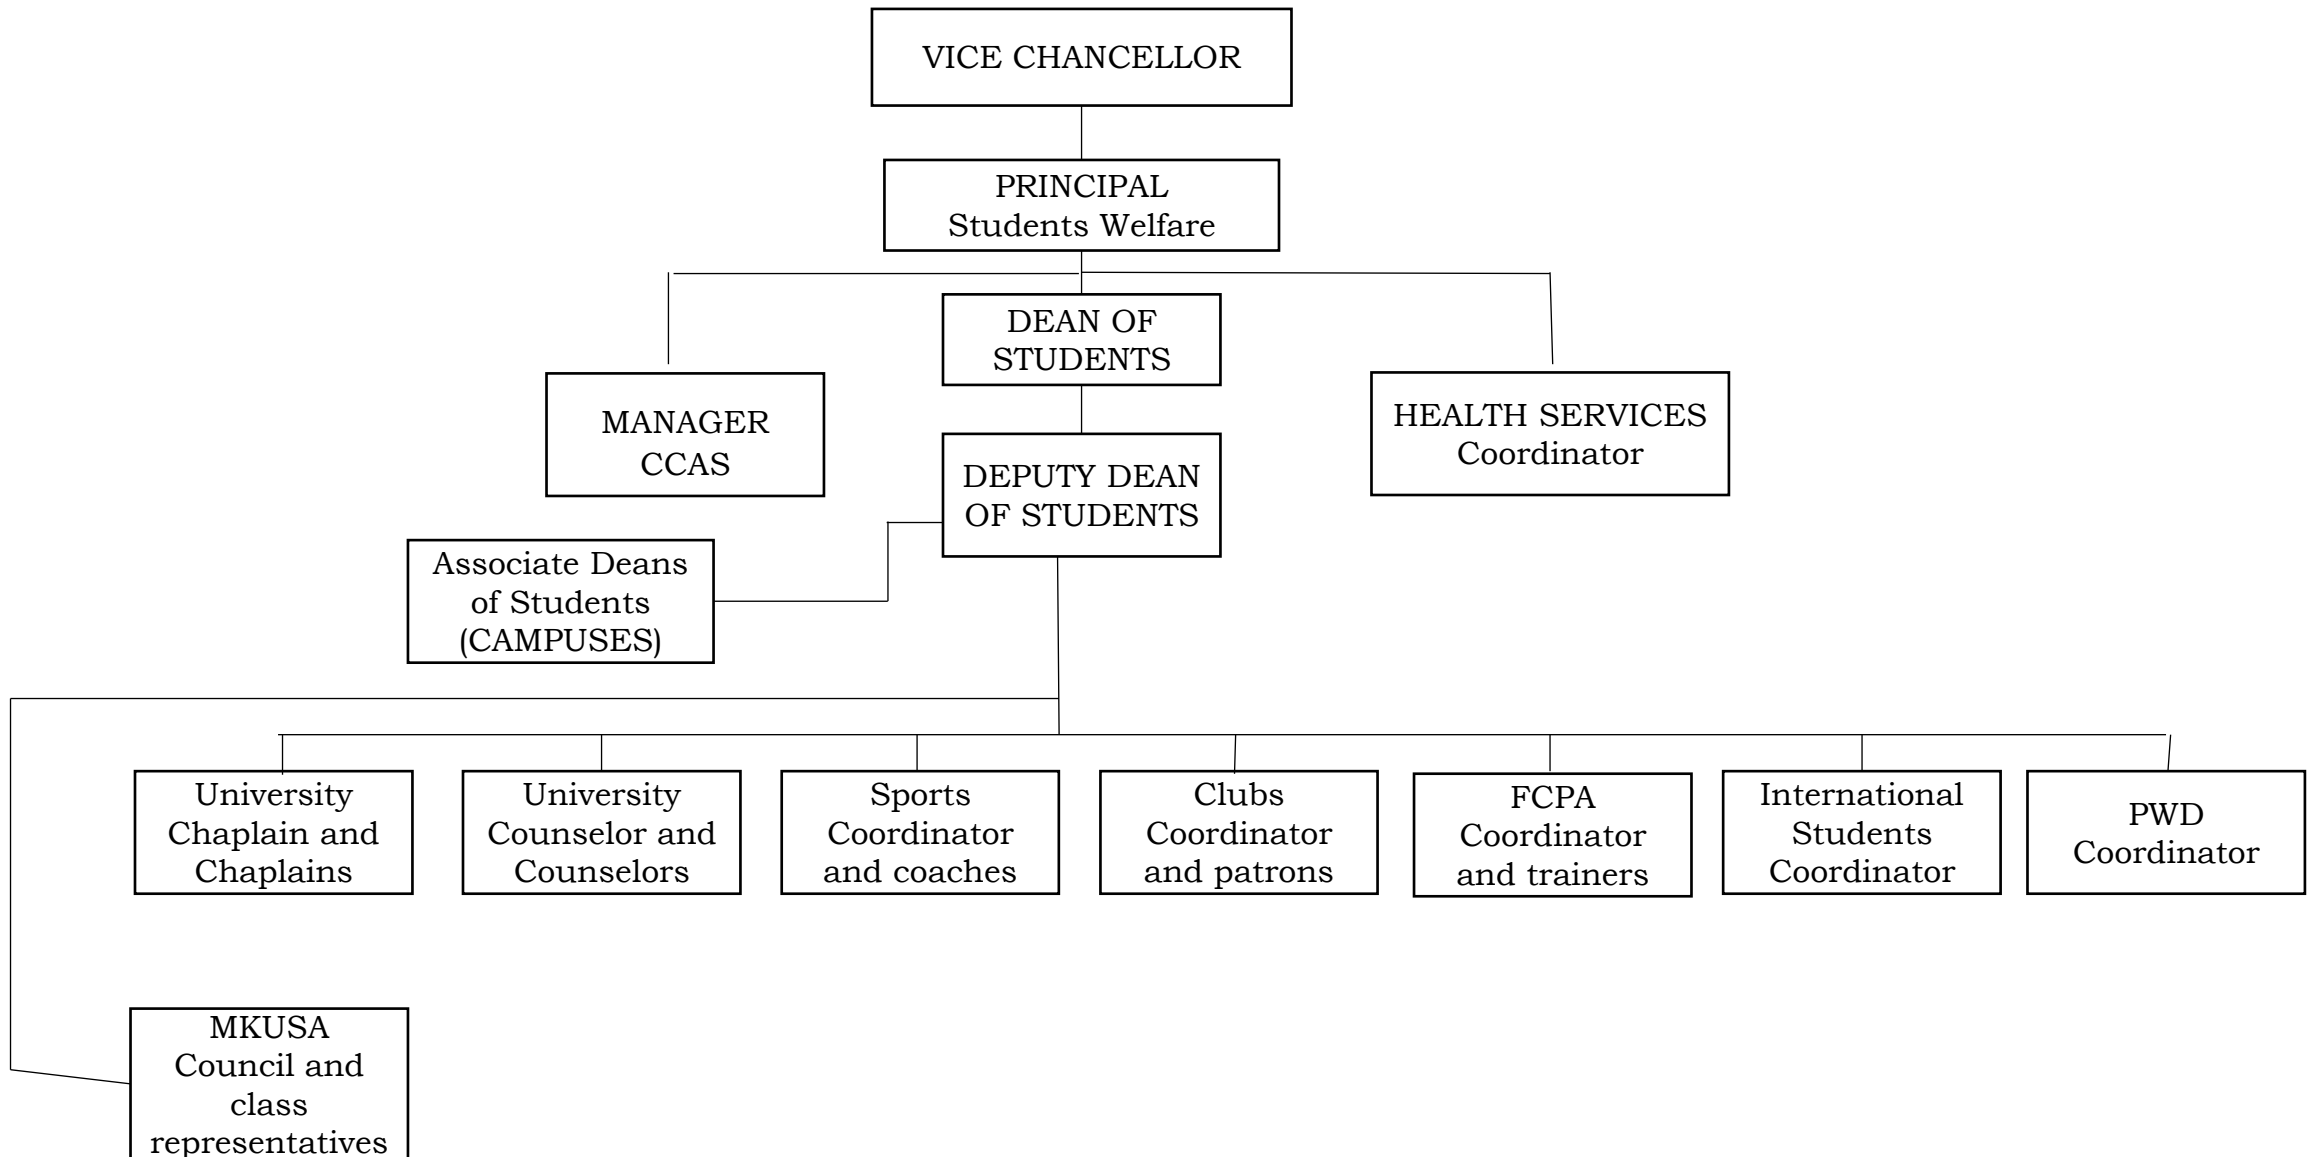 VICE CHANCELLOR
PRINCIPAL
Students Welfare
DEAN OF
STUDENTS
MANAGER
CCAS
HEALTH SERVICES
Coordinator
DEPUTY DEAN
OF STUDENTS
Associate Deans
of Students
(CAMPUSES)
University
Chaplain and
Chaplains
University
Counselor and
Counselors
Sports
Coordinator
and coaches
Clubs
Coordinator
and patrons
FCPA
Coordinator
and trainers
International
Students
Coordinator
PWD
Coordinator
MKUSA
Council and
class
representatives